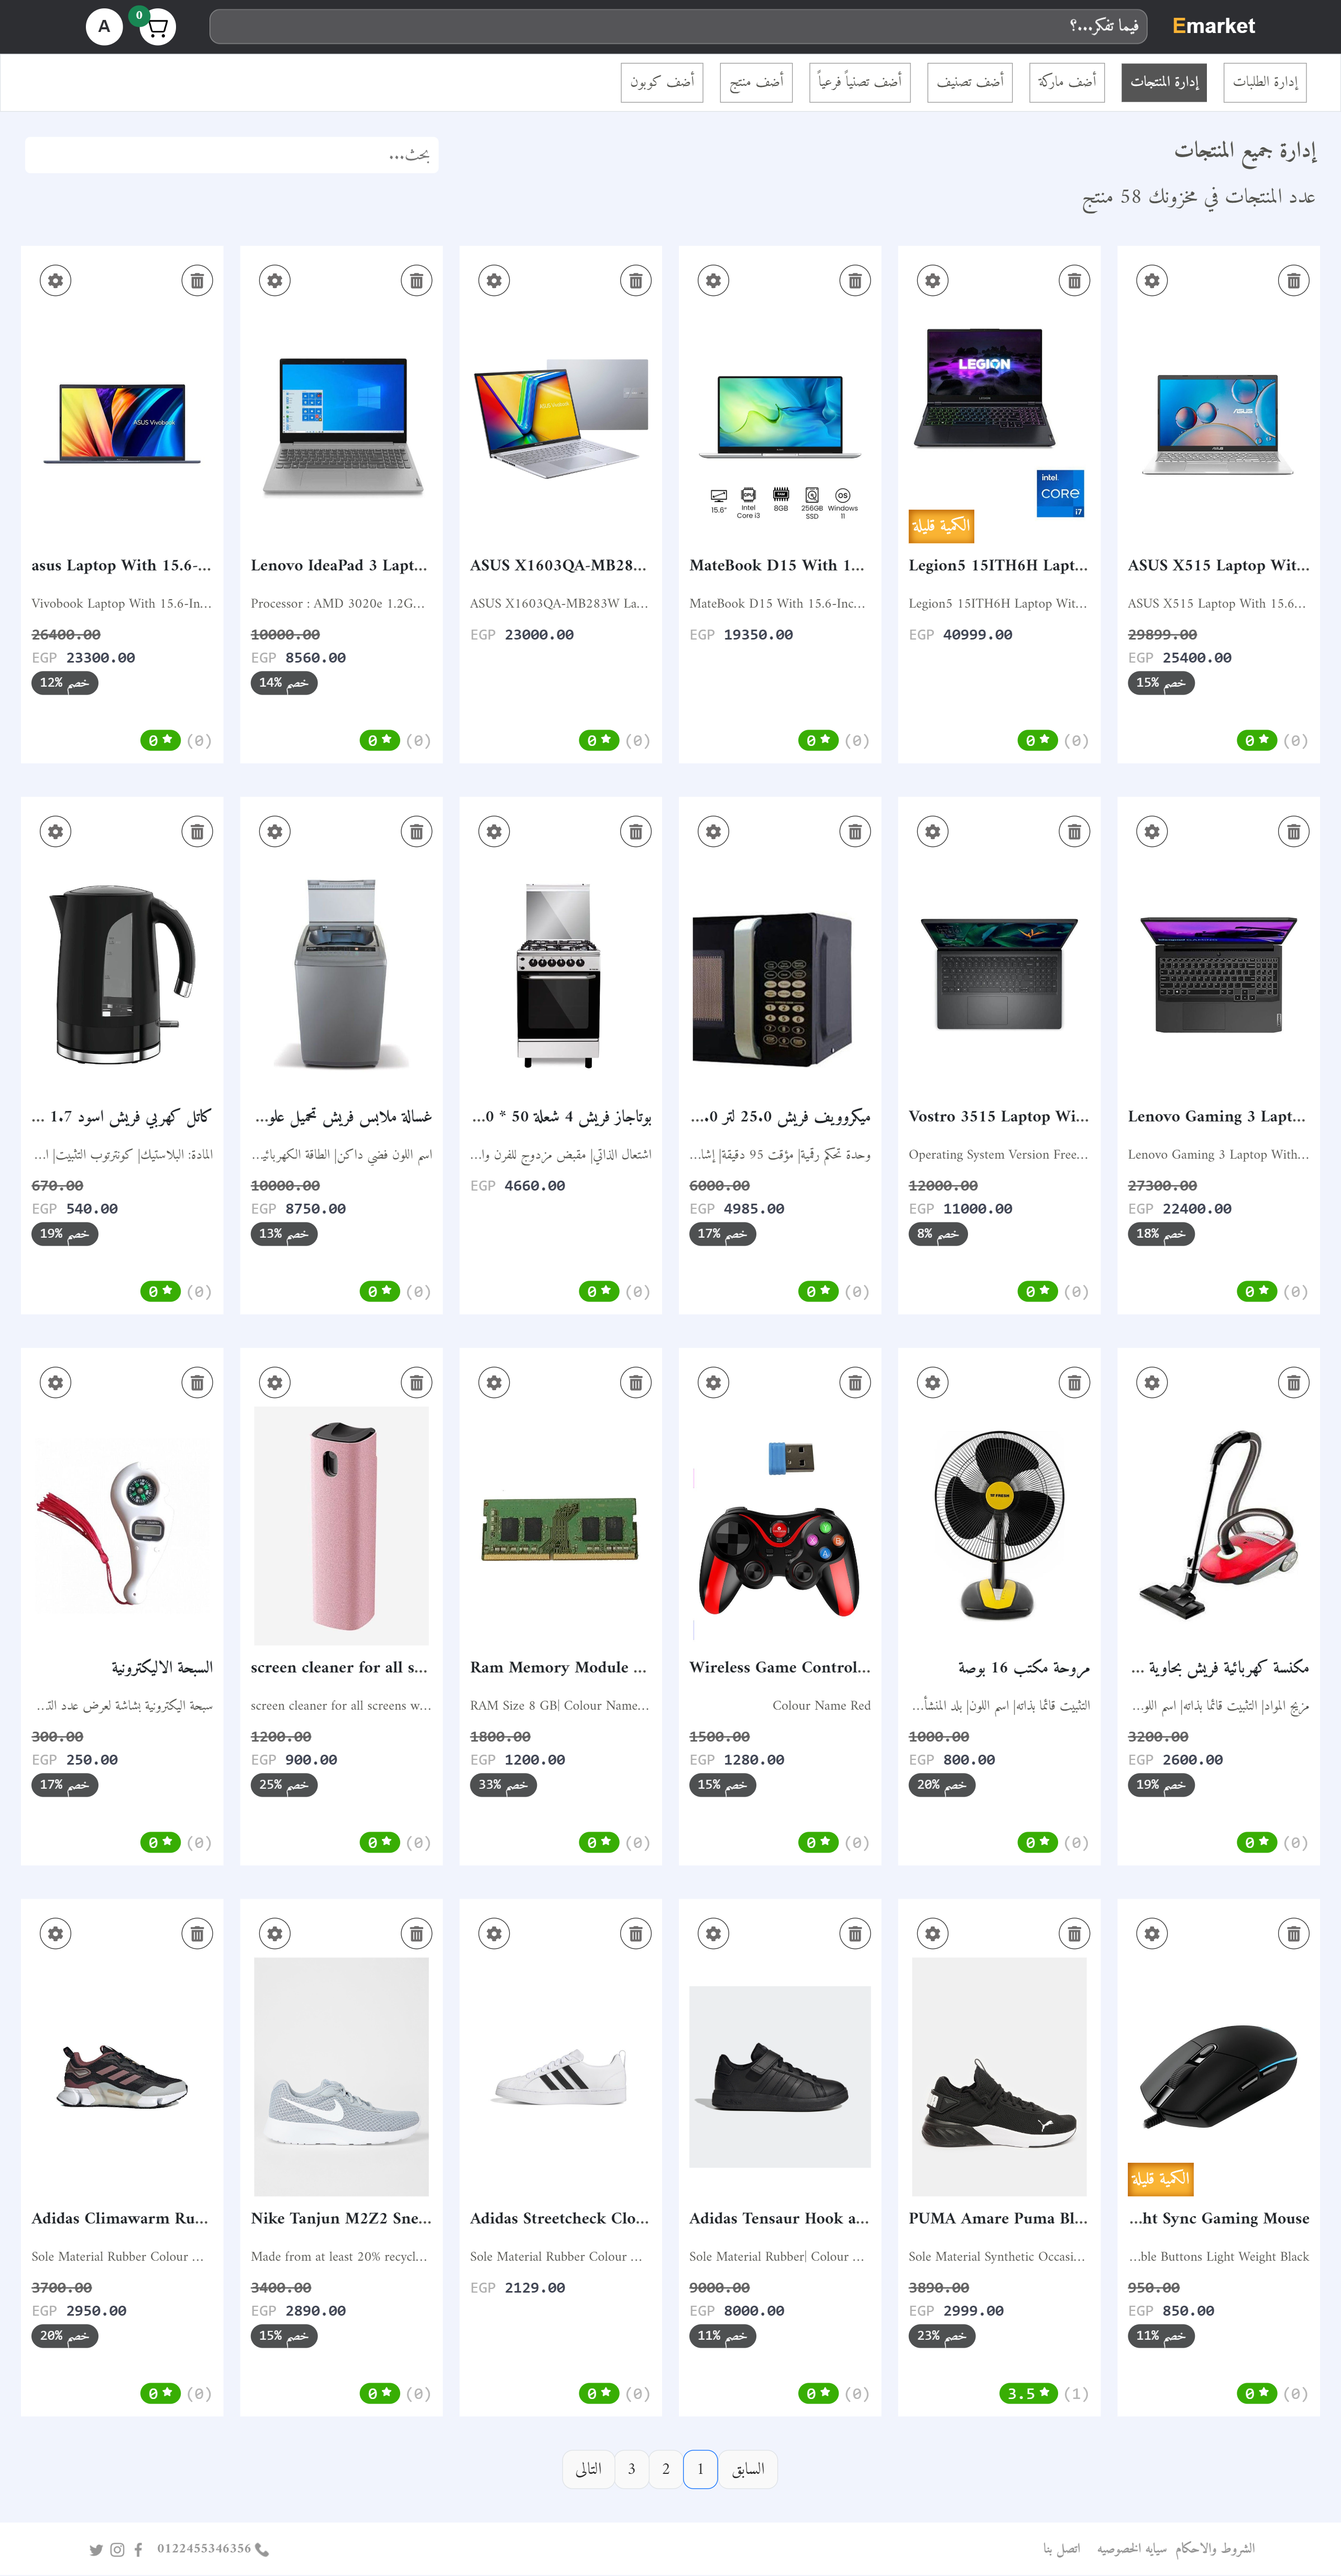 Emarket
فيما تفكر...؟
0
A
إدارة الطلبات
إدارة المنتجات
أضف ماركة
أضف تصنيف
أضف تصنياً فرعياً
أضف منتج
أضف كوبون
إدارة جميع المنتجات
بحث...
عدد المنتجات في مخزونك 58 منتج
ASUS
intel
CORE
i7
الكمية قليلة
ASUS X515 Laptop Wit...
ASUS X515 Laptop With 15.6...
29899.00
EGP 25400.00
خصم 15%
0 (0)
LEGION
Legion5 15ITH6H Lapt...
Legion5 15ITH6H Laptop Wit...
EGP 40999.00
0 (0)
15.6"
Intel
Core i3
8GB
256GB
SSD
Windows
11
MateBook D15 With 1...
MateBook D15 With 15.6-Inc...
EGP 19350.00
0 (0)
ASUS X1603QA-MB28...
ASUS X1603QA-MB283W La...
EGP 23000.00
0 (0)
Lenovo IdeaPad 3 Lapt...
Processor : AMD 3020e 1.2G...
10000.00
EGP 8560.00
خصم 14%
0 (0)
ASUS Vivobook
asus Laptop With 15.6-...
Vivobook Laptop With 15.6-In...
26400.00
EGP 23300.00
خصم 12%
0 (0)
Lenovo Gaming 3 Lapt...
Lenovo Gaming 3 Laptop With...
27300.00
EGP 22400.00
خصم 18%
0 (0)
Vostro 3515 Laptop Wi...
Operating System Version Free...
12000.00
EGP 11000.00
خصم 8%
0 (0)
ميكروويف فريش 25.0 لتر 0...
وحدة تحكم رقمية| مؤقت 95 دقيقة| إشا...
6000.00
EGP 4985.00
خصم 17%
0 (0)
بوتاجاز فريش 4 شعلة 50 * 0...
اشتعال الذاتي| مقبض مزدوج للفرن وا...
EGP 4660.00
0 (0)
غسالة ملابس فريش تحميل علو...
اسم اللون فضي داكن| الطاقة الكهربائي...
10000.00
EGP 8750.00
خصم 13%
0 (0)
كاتل كهربي فريش اسود 1.7 ...
المادة: البلاستيك| كونترتوب التثبيت| ا...
670.00
EGP 540.00
خصم 19%
0 (0)
مكنسة كهربائية فريش بحاوية ...
مزيج المواد| التثبيت قائما بذاته| اسم اللو...
3200.00
EGP 2600.00
خصم 19%
0 (0)
FRESH
مروحة مكتب 16 بوصة
التثبيت قائما بذاته| اسم اللون| بلد المنشأ...
1000.00
EGP 800.00
خصم 20%
0 (0)
Wireless Game Control...
Colour Name Red
1500.00
EGP 1280.00
خصم 15%
0 (0)
Ram Memory Module ...
RAM Size 8 GB| Colour Name...
1800.00
EGP 1200.00
خصم 33%
0 (0)
screen cleaner for all s...
screen cleaner for all screens w...
1200.00
EGP 900.00
خصم 25%
0 (0)
السبحة الاليكترونية
سبحة اليكترونية بشاشة لعرض عدد الت...
300.00
EGP 250.00
خصم 17%
0 (0)
الكمية قليلة
...ht Sync Gaming Mouse
...ble Buttons Light Weight Black
950.00
EGP 850.00
خصم 11%
0 (0)
PUMA Amare Puma Bl...
Sole Material Synthetic Occasi...
3890.00
EGP 2999.00
خصم 23%
3.5 (1)
Adidas Tensaur Hook a...
Sole Material Rubber| Colour ...
9000.00
EGP 8000.00
خصم 11%
0 (0)
Adidas Streetcheck Clo...
Sole Material Rubber Colour ...
EGP 2129.00
0 (0)
Nike Tanjun M2Z2 Sne...
Made from at least 20% recycl...
3400.00
EGP 2890.00
خصم 15%
0 (0)
Adidas Climawarm Ru...
Sole Material Rubber Colour ...
3700.00
EGP 2950.00
خصم 20%
0 (0)
السابق
1
2
3
التالى
الشروط والاحكام
سيايه الخصوصيه
اتصل بنا
0122455346356